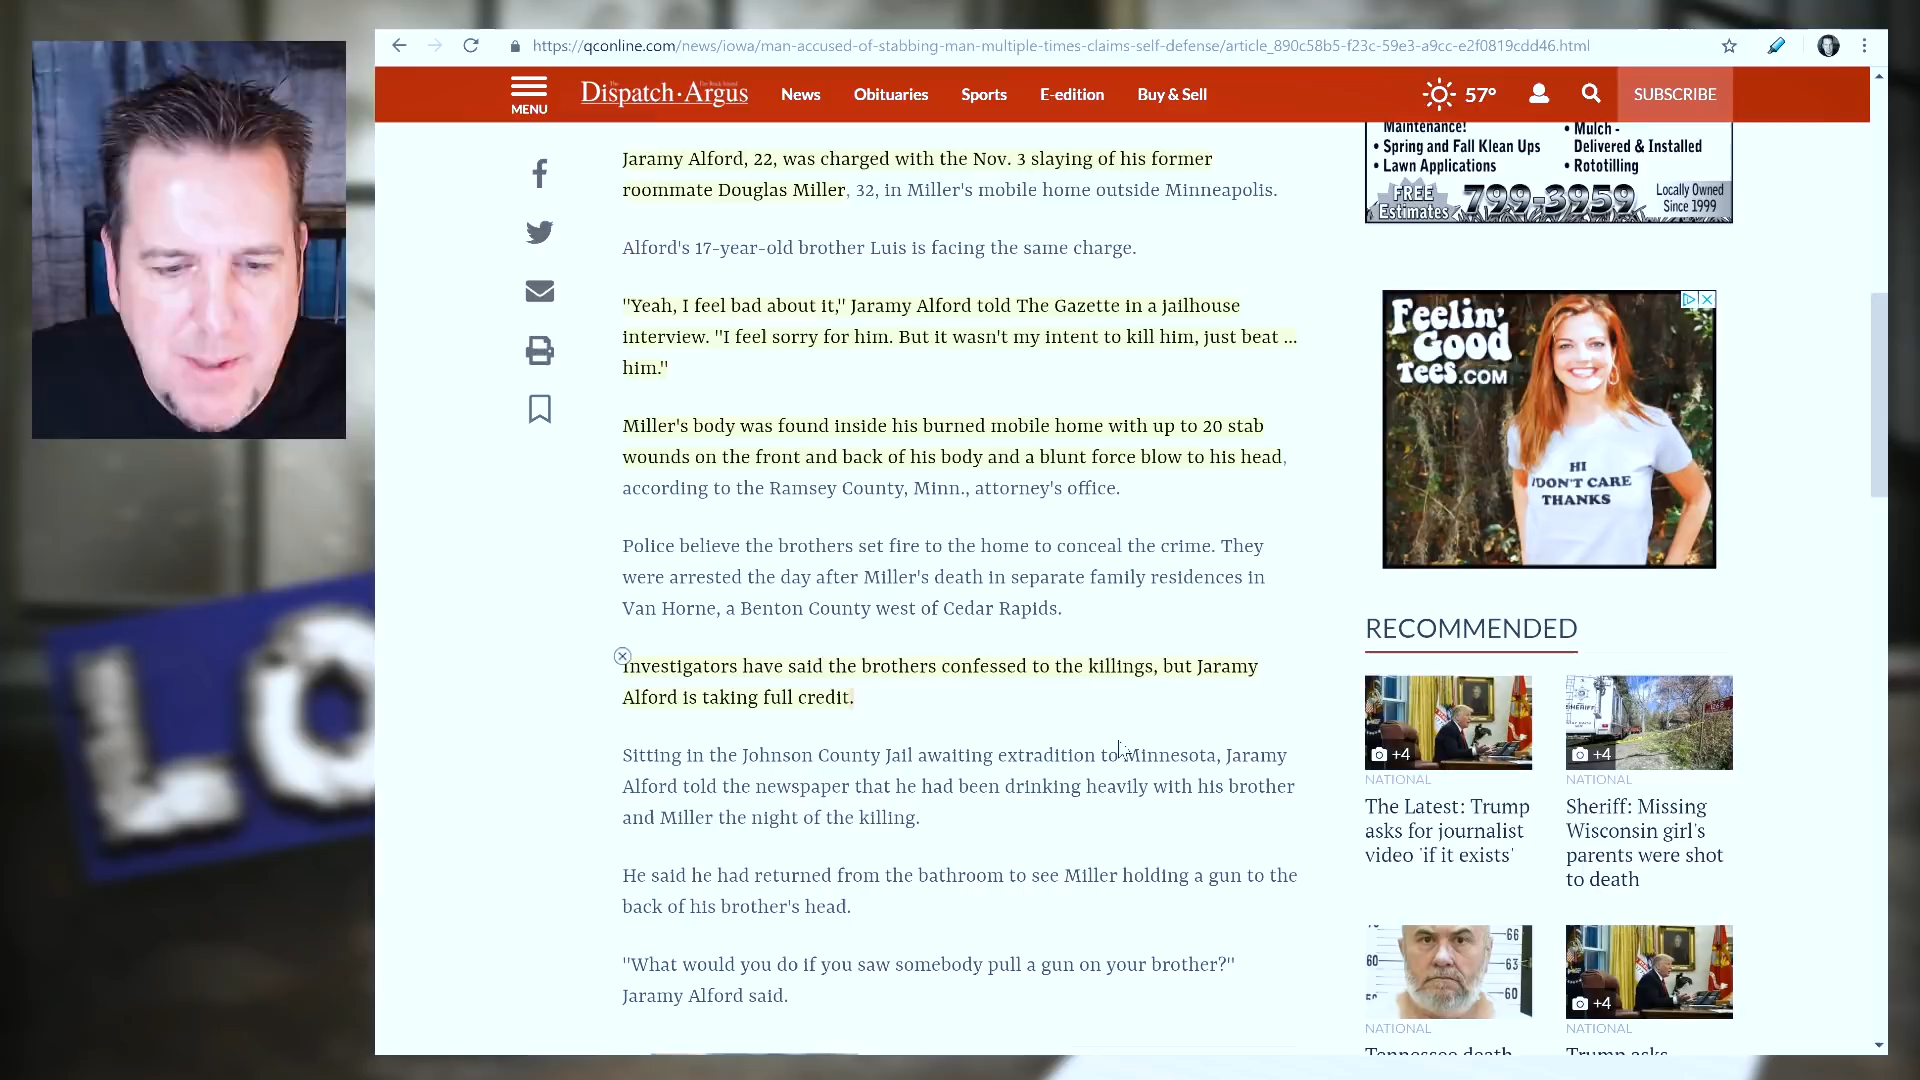 https://qconline.com/news/iowa/man-accused-of-stabbing-man-multiple-times-claims-self-defense/article_890c58b5-f23c-59e3-a9cc-e2f0819cdd46.html
MENU
Dispatch·Argus
News
Obituaries
Sports
E-edition
Buy & Sell
57°
SUBSCRIBE
Jaramy Alford, 22, was charged with the Nov. 3 slaying of his former
roommate Douglas Miller, 32, in Miller's mobile home outside Minneapolis.
Alford's 17-year-old brother Luis is facing the same charge.
"Yeah, I feel bad about it," Jaramy Alford told The Gazette in a jailhouse
interview. "I feel sorry for him. But it wasn't my intent to kill him, just beat ...
him."
Miller's body was found inside his burned mobile home with up to 20 stab
wounds on the front and back of his body and a blunt force blow to his head,
according to the Ramsey County, Minn., attorney's office.
Police believe the brothers set fire to the home to conceal the crime. They
were arrested the day after Miller's death in separate family residences in
Van Horne, a Benton County west of Cedar Rapids.
Investigators have said the brothers confessed to the killings, but Jaramy
Alford is taking full credit.
Sitting in the Johnson County Jail awaiting extradition to Minnesota, Jaramy
Alford told the newspaper that he had been drinking heavily with his brother
and Miller the night of the killing.
He said he had returned from the bathroom to see Miller holding a gun to the
back of his brother's head.
"What would you do if you saw somebody pull a gun on your brother?"
Jaramy Alford said.
Maintenance!
• Spring and Fall Kleen Ups
• Lawn Applications
• Mulch -
Delivered & Installed
• Rototilling
FREE
Estimates
799-3959
Locally Owned
Since 1999
Feelin'
Good
Tees.COM
HI
I DON'T CARE
THANKS
RECOMMENDED
+4
NATIONAL
The Latest: Trump
asks for journalist
video 'if it exists'
SHERIFF
+4
NATIONAL
Sheriff: Missing
Wisconsin girl's
parents were shot
to death
66
60
63
60
NATIONAL
Tennessee death
+4
NATIONAL
Trump asks
LO